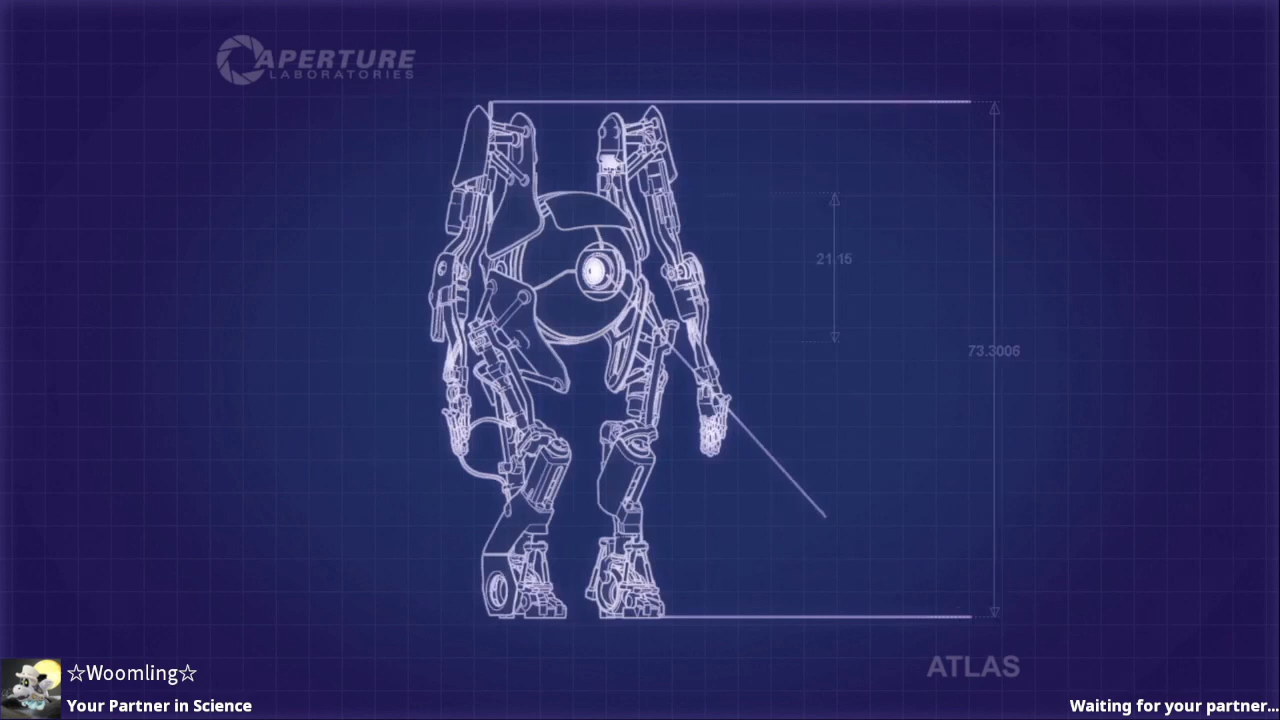 APERTURE
LABORATORIES
21.15
73.3006
ATLAS
☆Woomling☆
Your Partner in Science
Waiting for your partner...